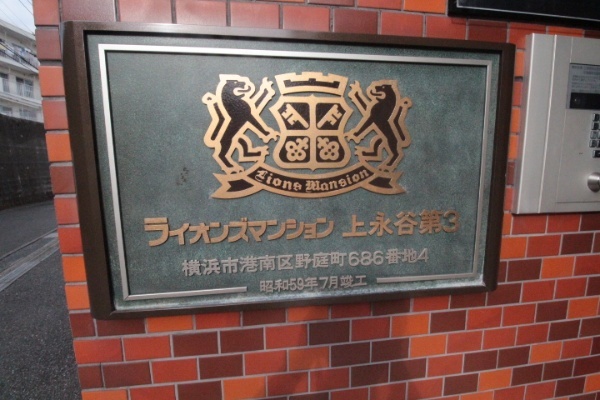 Lions Mansion
ライオンズマンション 上永谷第3
横浜市港南区野庭町686番地4
昭和59年7月竣工